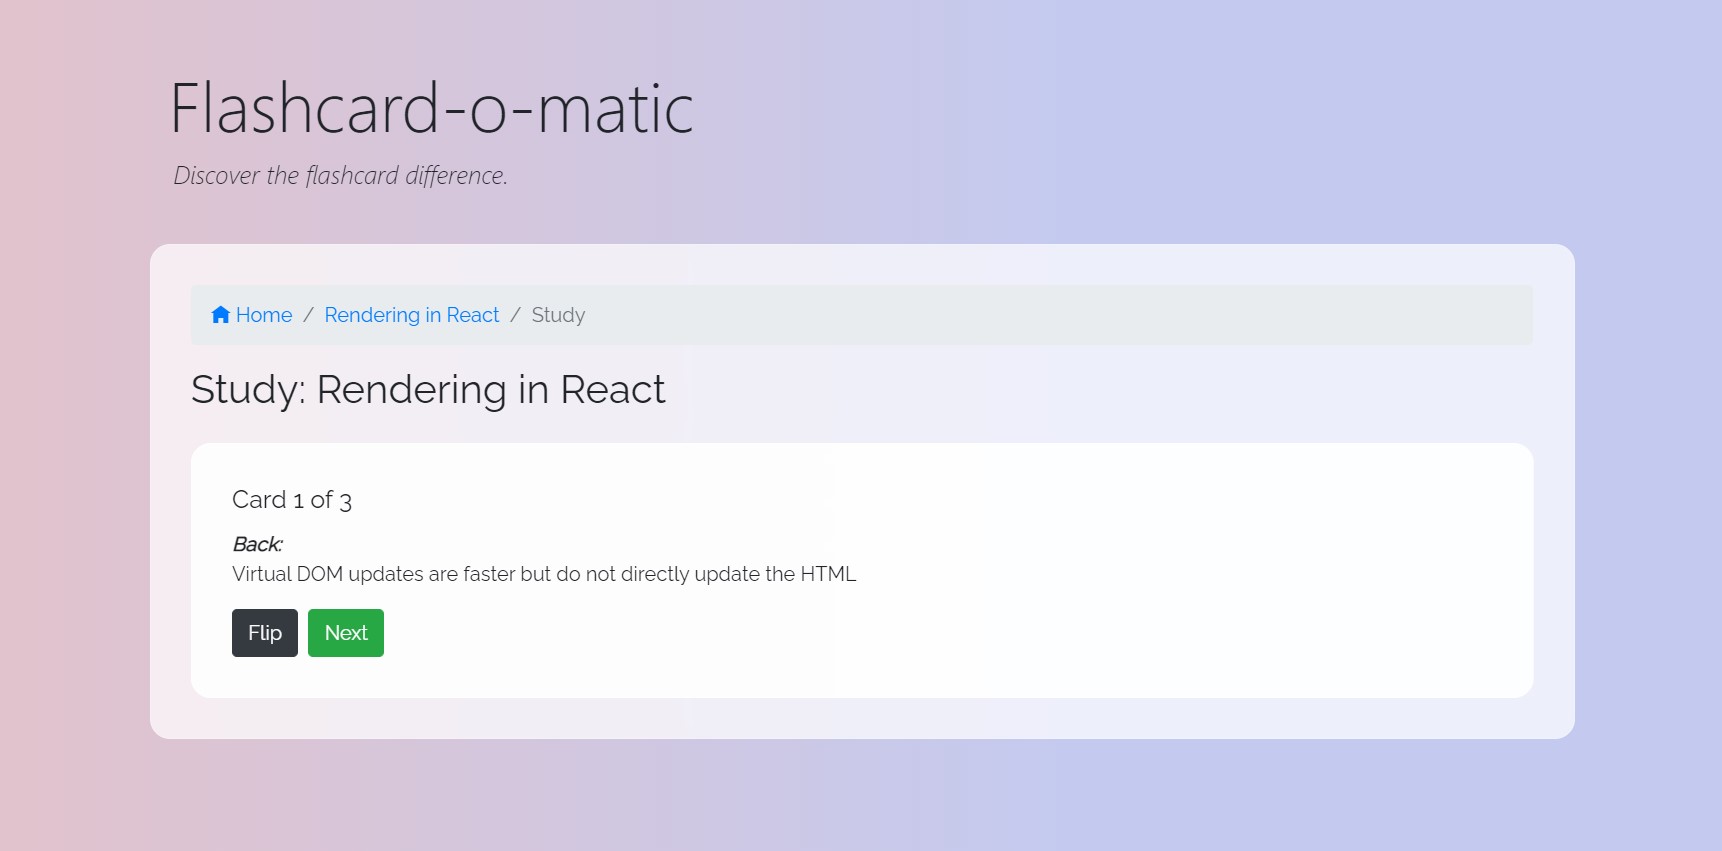 Flashcard-o-matic
Discover the flashcard difference.
Home / Rendering in React / Study
Study: Rendering in React
Card 1 of 3
Back:
Virtual DOM updates are faster but do not directly update the HTML
Flip Next